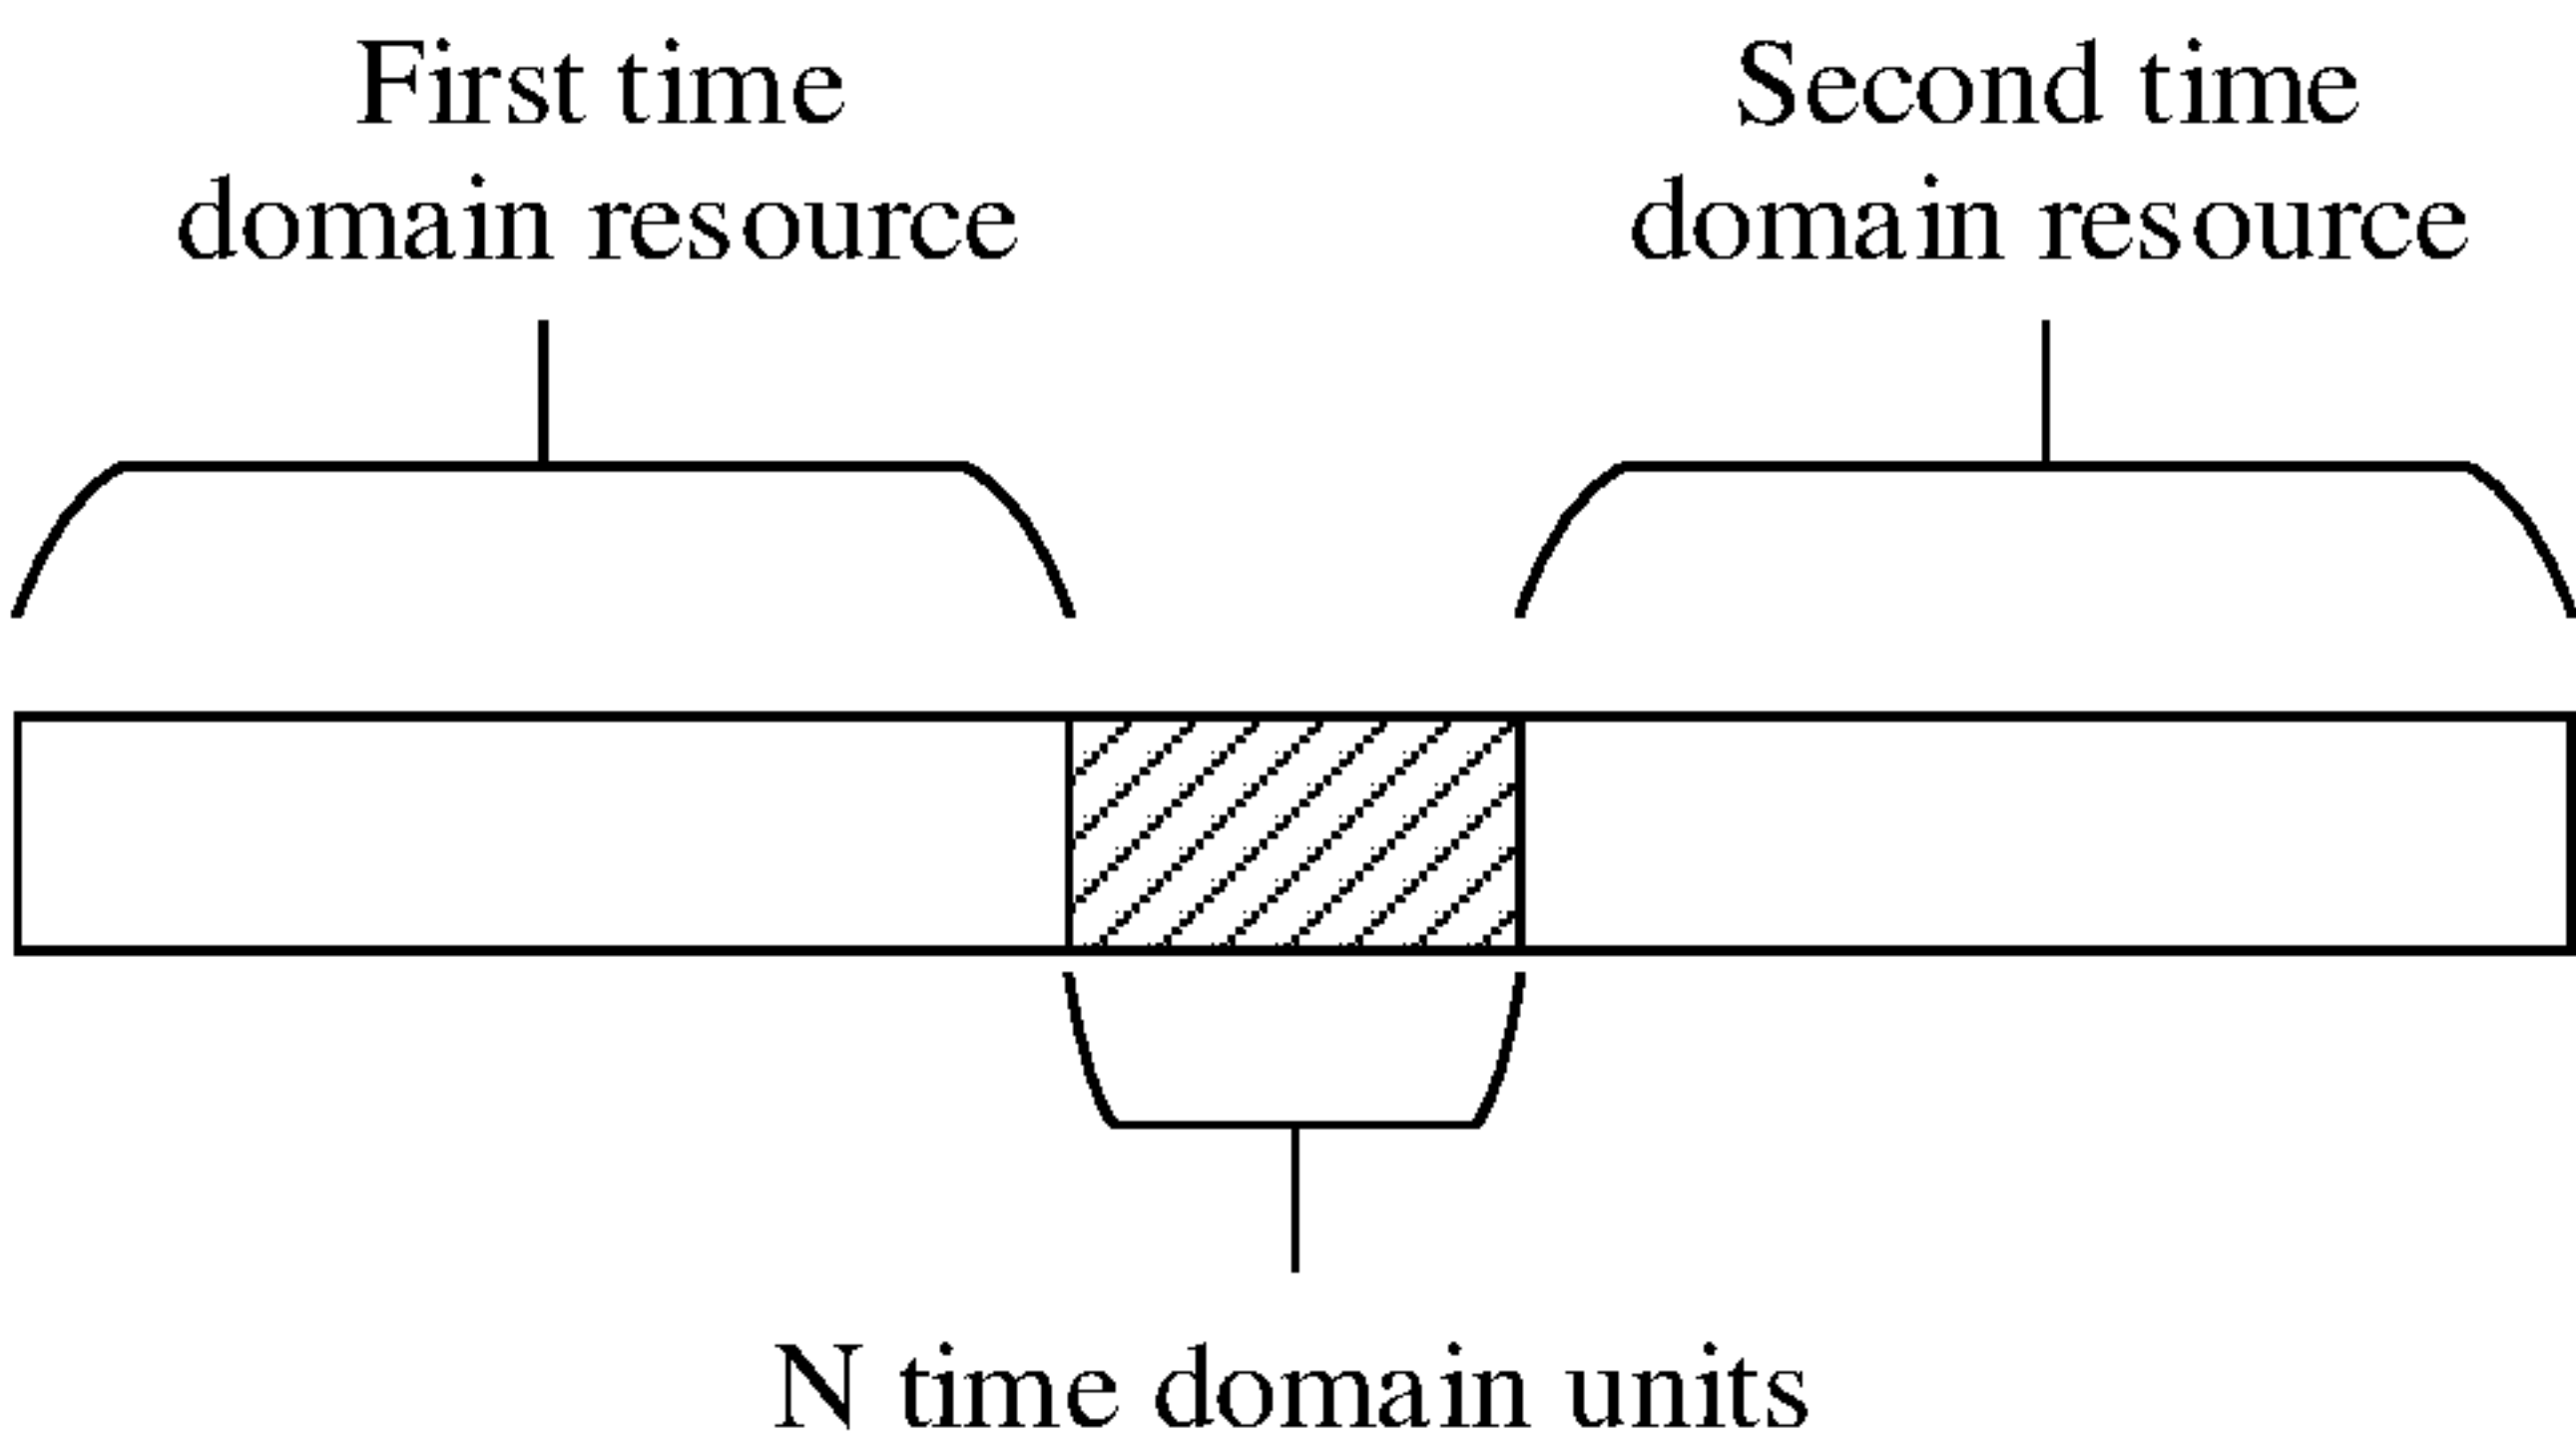 First time
domain resource
Second time
domain resource
N time domain units